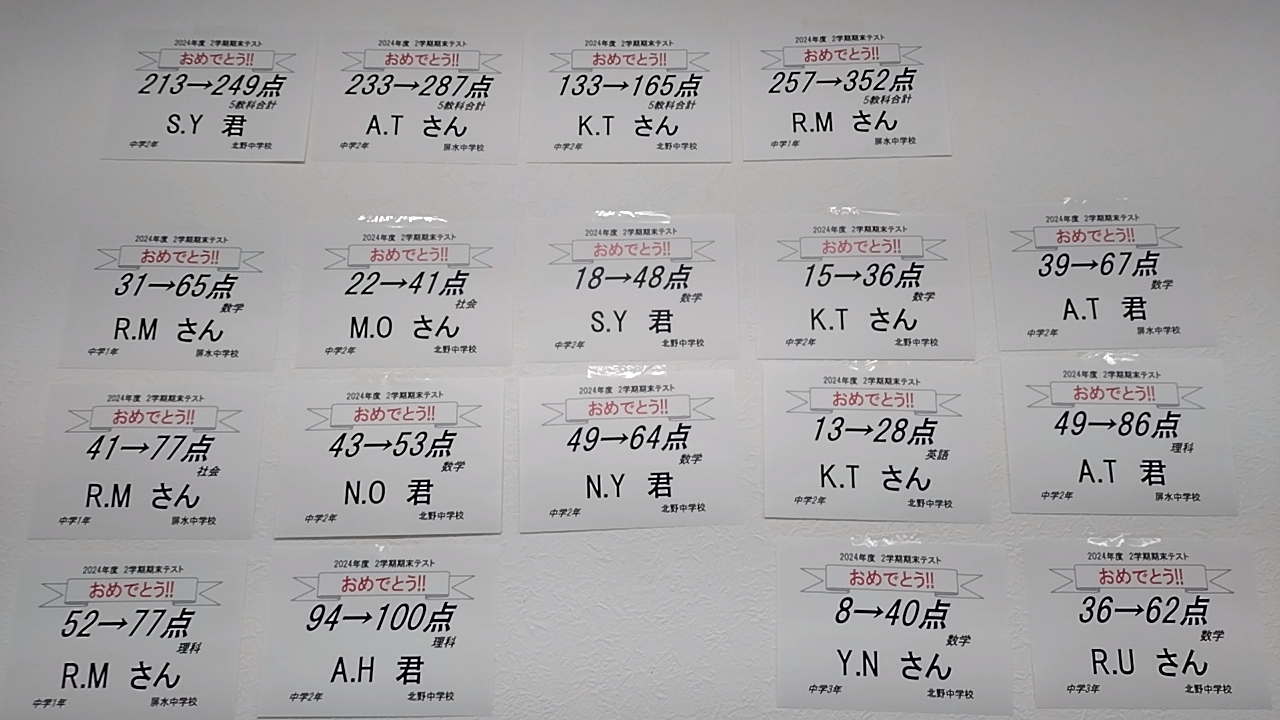 2024年度 2学期期末テスト
おめでとう!!
213→249点
5教科合計
S.Y 君
中学2年 北野中学校
2024年度 2学期期末テスト
おめでとう!!
233→287点
5教科合計
A.T さん
中学2年 屏水中学校
2024年度 2学期期末テスト
おめでとう!!
133→165点
5教科合計
K.T さん
中学2年 北野中学校
2024年度 2学期期末テスト
おめでとう!!
257→352点
5教科合計
R.M さん
中学1年 屏水中学校
2024年度 2学期期末テスト
おめでとう!!
31→65点
数学
R.M さん
中学1年 屏水中学校
2024年度 2学期期末テスト
おめでとう!!
22→41点
社会
M.O さん
中学2年 北野中学校
2024年度 2学期期末テスト
おめでとう!!
18→48点
数学
S.Y 君
中学2年 北野中学校
2024年度 2学期期末テスト
おめでとう!!
15→36点
数学
K.T さん
中学2年 北野中学校
2024年度 2学期期末テスト
おめでとう!!
39→67点
数学
A.T 君
中学2年 屏水中学校
2024年度 2学期期末テスト
おめでとう!!
41→77点
社会
R.M さん
中学1年 屏水中学校
2024年度 2学期期末テスト
おめでとう!!
43→53点
数学
N.O 君
中学2年 北野中学校
2024年度 2学期期末テスト
おめでとう!!
49→64点
数学
N.Y 君
中学2年 北野中学校
2024年度 2学期期末テスト
おめでとう!!
13→28点
英語
K.T さん
中学2年 北野中学校
2024年度 2学期期末テスト
おめでとう!!
49→86点
理科
A.T 君
中学2年 屏水中学校
2024年度 2学期期末テスト
おめでとう!!
52→77点
理科
R.M さん
中学1年 屏水中学校
2024年度 2学期期末テスト
おめでとう!!
94→100点
理科
A.H 君
中学2年 北野中学校
2024年度 2学期期末テスト
おめでとう!!
8→40点
数学
Y.N さん
中学3年 北野中学校
2024年度 2学期期末テスト
おめでとう!!
36→62点
数学
R.U さん
中学3年 北野中学校